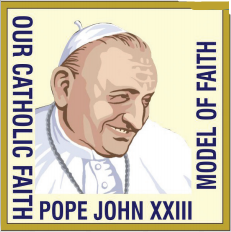 OUR CATHOLIC FAITH
MODEL OF FAITH
POPE JOHN XXIII